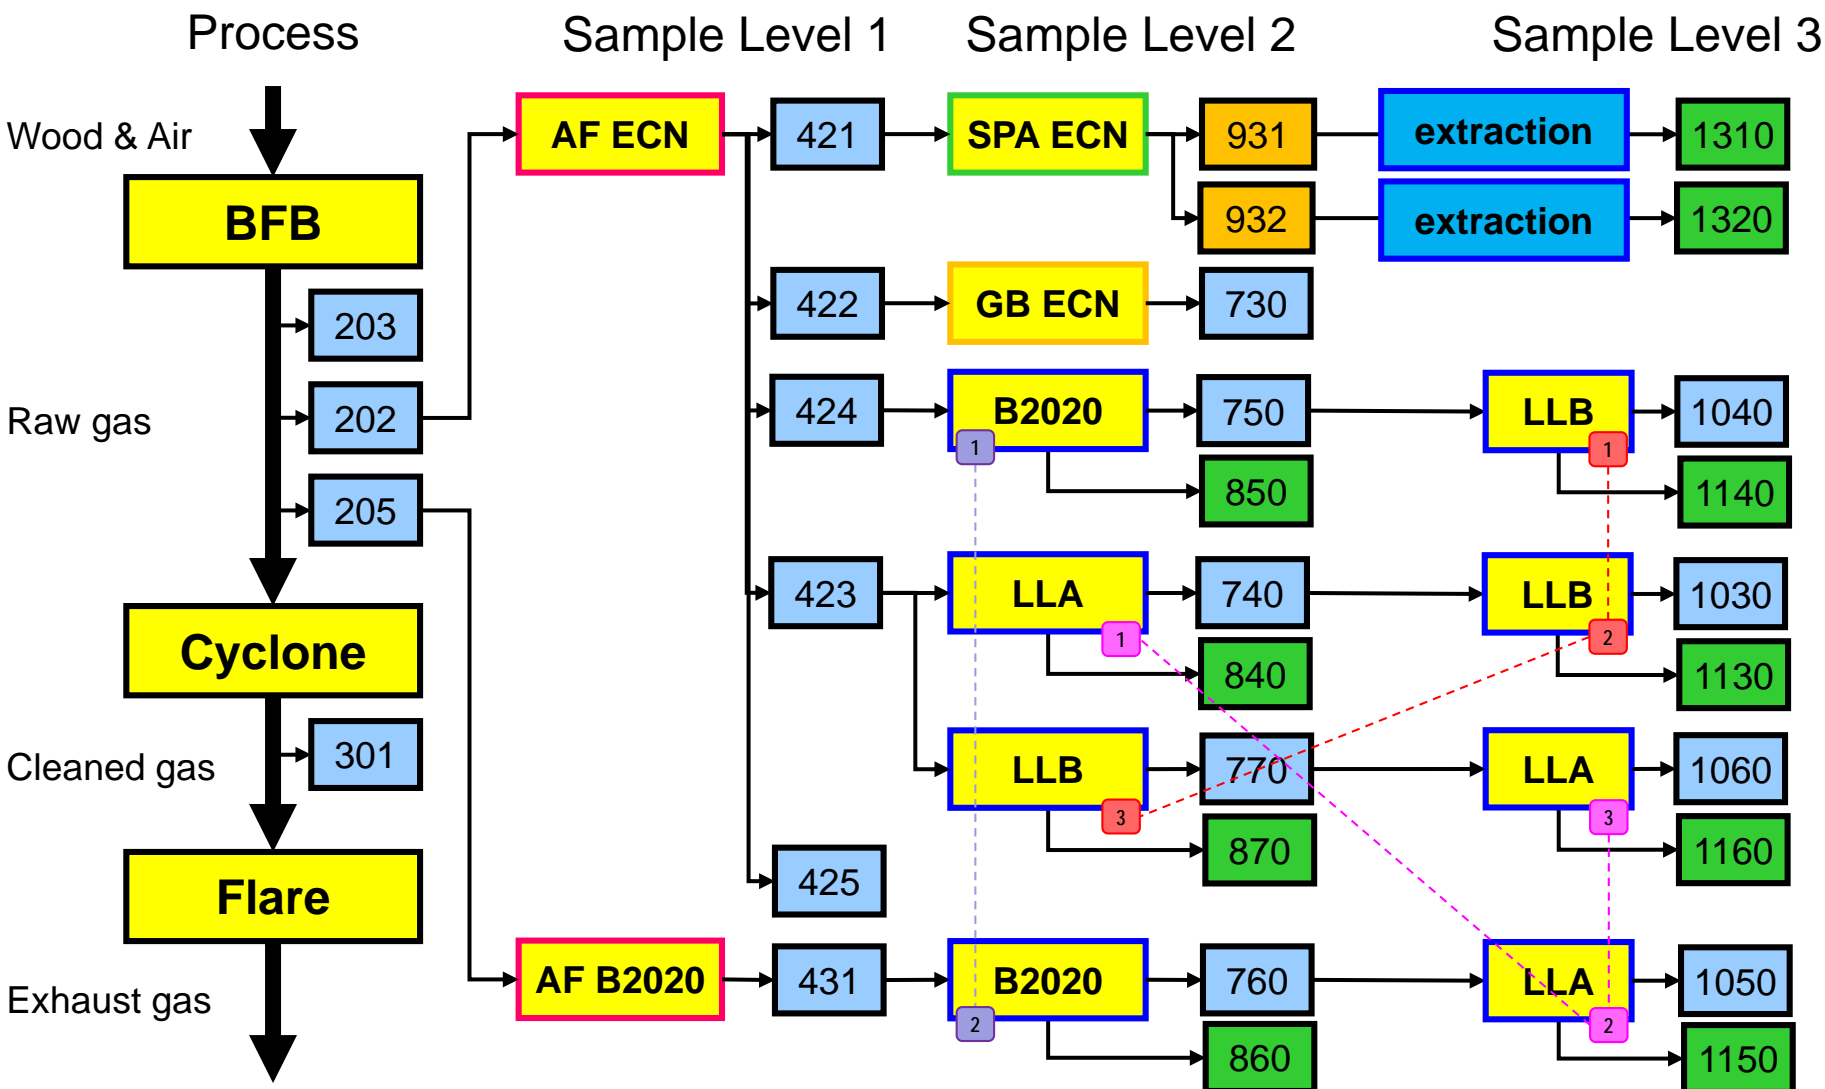 Process Sample Level 1 Sample Level 2 Sample Level 3
Wood & Air AF ECN 421 SPA ECN 931 extraction 1310
BFB 932 extraction 1320
203 422 GB ECN 730
Raw gas 202 424 B2020 750 LLB 1040
1 1
205 850 1140
423 LLA 740 LLB 1030
1 2
Cyclone 840 1130
Cleaned gas 301 LLB 770 LLA 1060
3 3
870 1160
Flare 425
Exhaust gas AF B2020 431 B2020 760 LLA 1050
2 2
860 1150